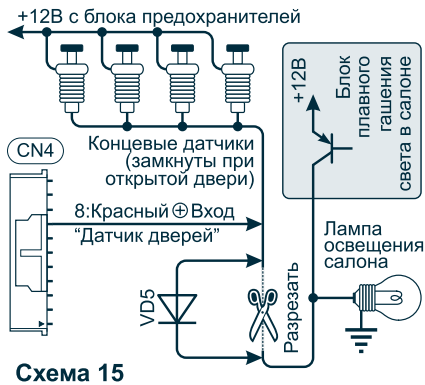 +12В с блока предохранителей
+12В
Блок
плавного
гашения
света в салоне
Концевые датчики
(замкнуты при
открытой двери)
CN4
8:Красный ⊕ Вход
“Датчик дверей”
Лампа
освещения
салона
VD5
Разрезать
Схема 15